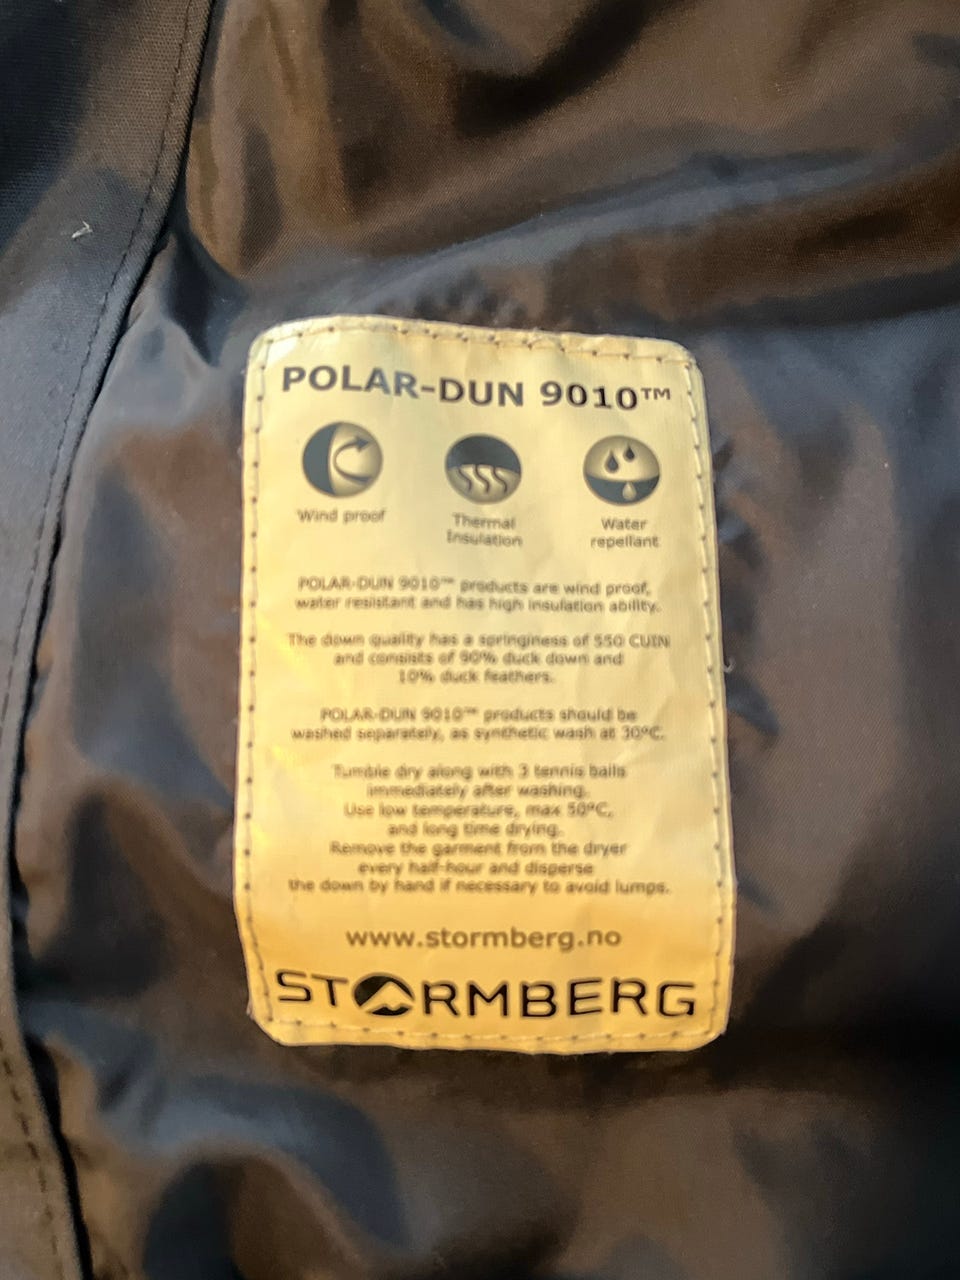 POLAR-DUN 9010™
Wind proof
Thermal
Insulation
Water
repellant
POLAR-DUN 9010™ products are wind proof,
water resistant and has high insulation ability.
The down quality has a springiness of 550 CUIN
and consists of 90% duck down and
10% duck feathers.
POLAR-DUN 9010™ products should be
washed separately, as synthetic wash at 30°C.
Tumble dry along with 3 tennis balls
immediately after washing.
Use low temperature, max 50°C,
and long time drying.
Remove the garment from the dryer
every half-hour and disperse
the down by hand if necessary to avoid lumps.
www.stormberg.no
STORMBERG